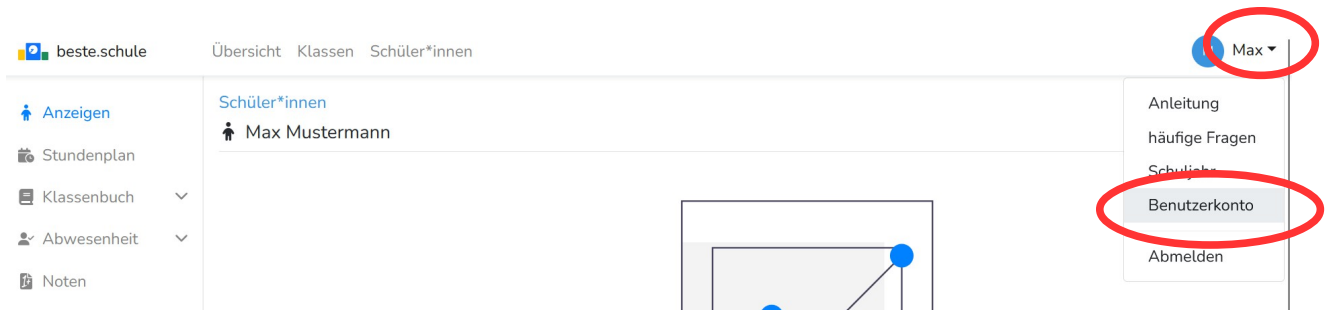 beste.schule
Übersicht Klassen Schüler*innen
Max
Anzeigen
Stundenplan
Klassenbuch
Abwesenheit
Noten
Schüler*innen
Max Mustermann
Anleitung
häufige Fragen
Schuljahr
Benutzerkonto
Abmelden